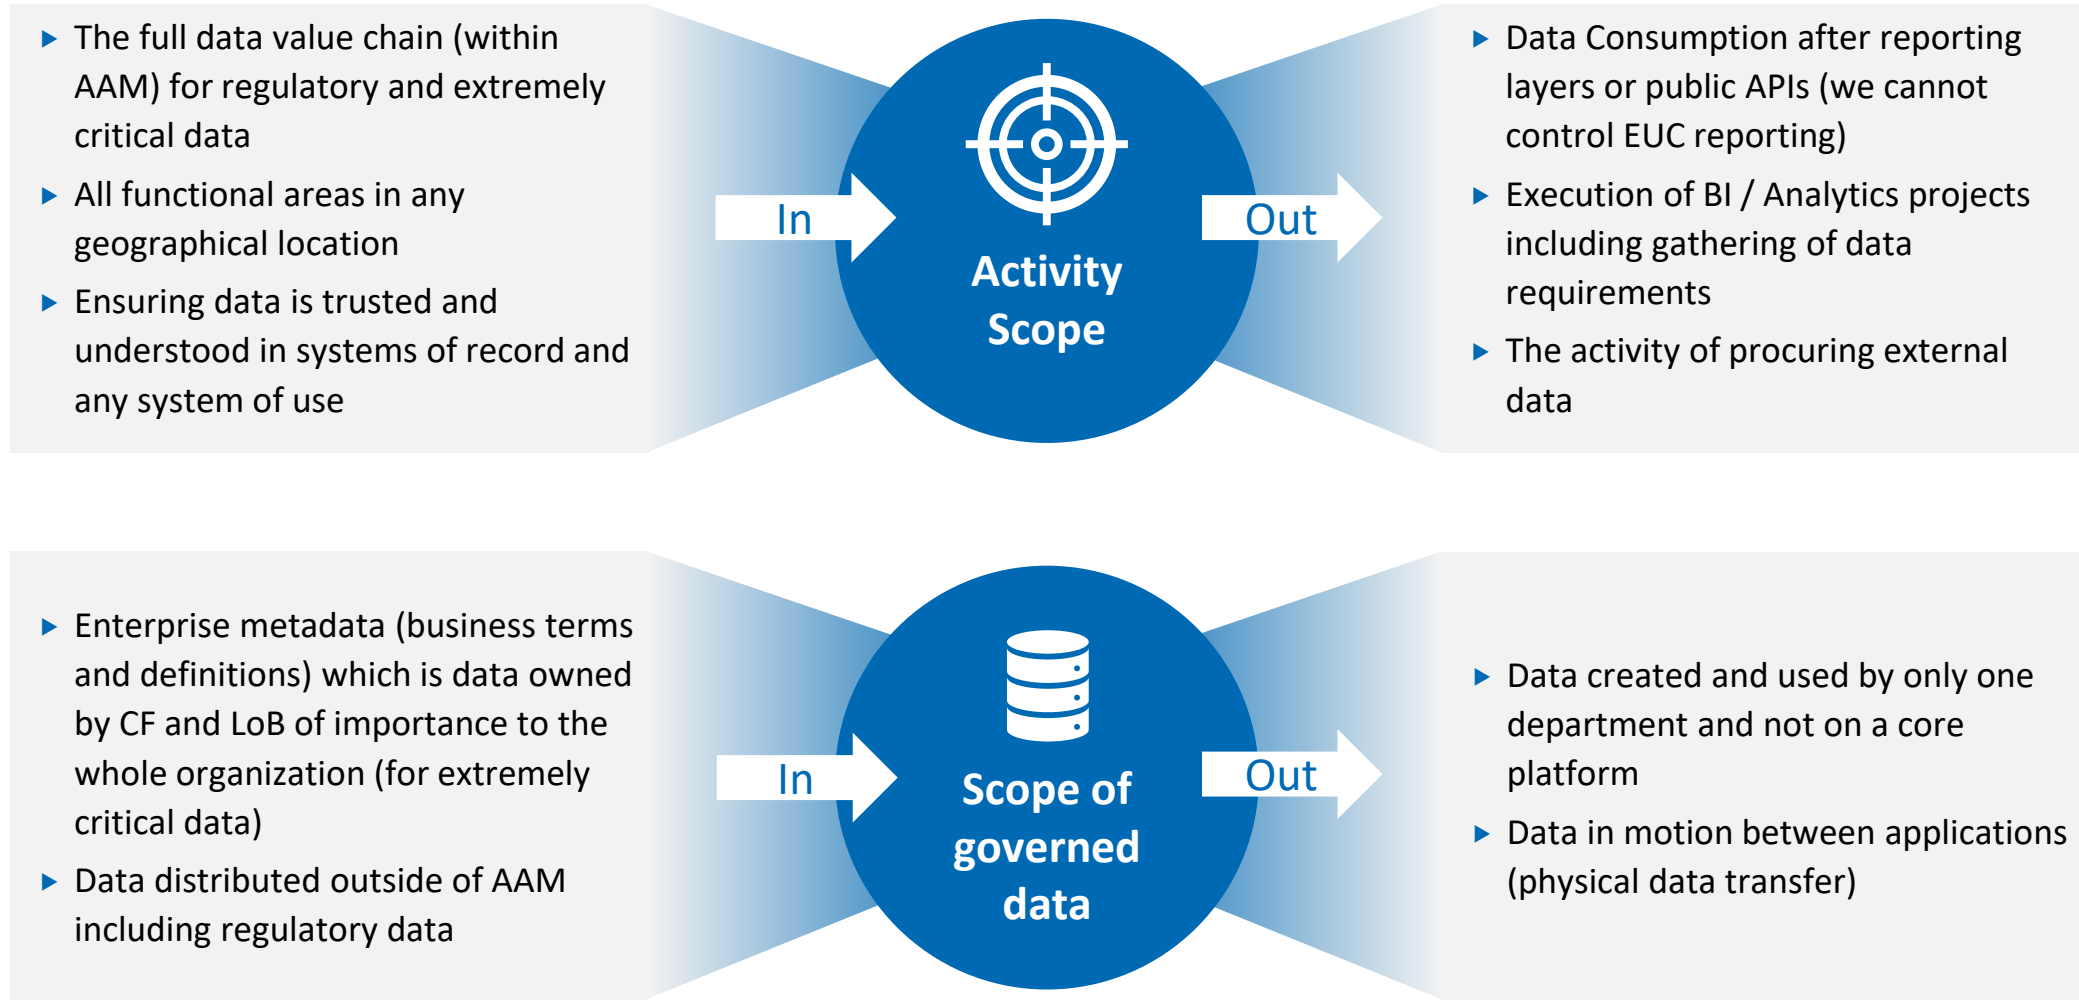 The full data value chain (within
AAM) for regulatory and extremely
critical data
All functional areas in any
geographical location
Ensuring data is trusted and
understood in systems of record and
any system of use
In
Activity
Scope
Out
Data Consumption after reporting
layers or public APIs (we cannot
control EUC reporting)
Execution of BI / Analytics projects
including gathering of data
requirements
The activity of procuring external
data
Enterprise metadata (business terms
and definitions) which is data owned
by CF and LoB of importance to the
whole organization (for extremely
critical data)
Data distributed outside of AAM
including regulatory data
In
Scope of
governed
data
Out
Data created and used by only one
department and not on a core
platform
Data in motion between applications
(physical data transfer)